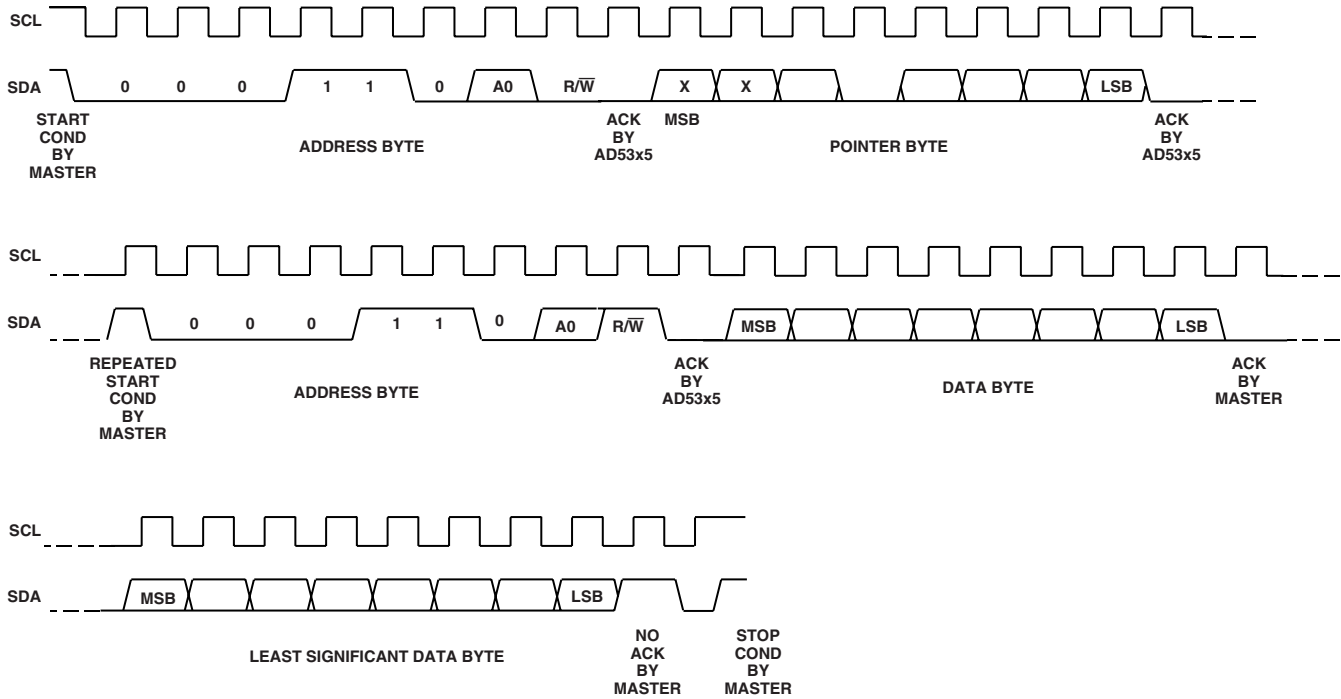 SCL
SDA 0 0 0 1 1 0 A0 R/W̅ X X LSB
START COND BY MASTER
ADDRESS BYTE
ACK BY AD53x5
MSB
POINTER BYTE
ACK BY AD53x5
SCL
SDA 0 0 0 1 1 0 A0 R/W̅ MSB LSB
REPEATED START COND BY MASTER
ADDRESS BYTE
ACK BY AD53x5
DATA BYTE
ACK BY MASTER
SCL
SDA MSB LSB
LEAST SIGNIFICANT DATA BYTE
NO ACK BY MASTER
STOP COND BY MASTER